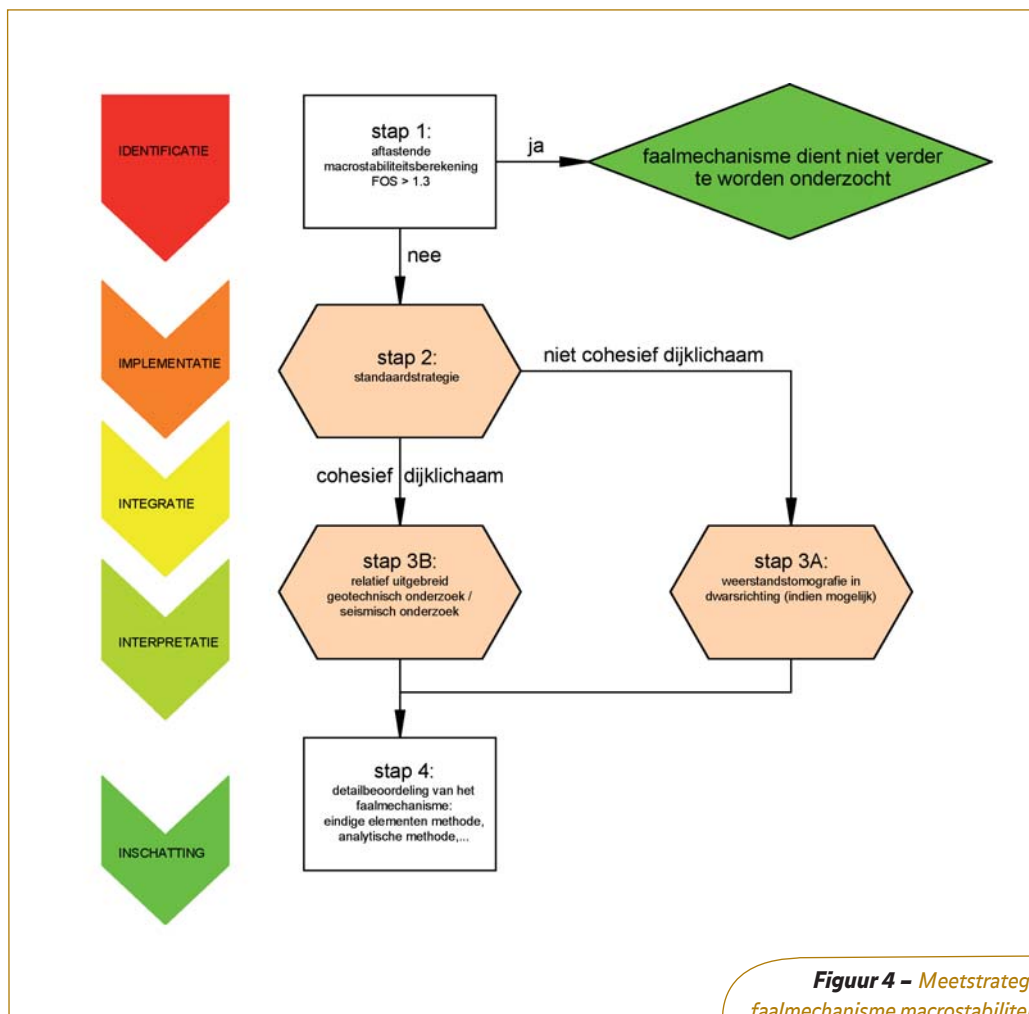 IDENTIFICATIE
stap 1:
aftastende
macrostabiliteitsberekening
FOS > 1.3
ja
faalmechanisme dient niet verder
te worden onderzocht
nee
IMPLEMENTATIE
stap 2:
standaardstrategie
niet cohesief dijklichaam
cohesief dijklichaam
INTEGRATIE
stap 3B:
relatief uitgebreid
geotechnisch onderzoek /
seismisch onderzoek
stap 3A:
weerstandstomografie in
dwarsrichting (indien mogelijk)
INTERPRETATIE
stap 4:
detailbeoordeling van het
faalmechanisme:
eindige elementen methode,
analytische methode,...
INSCHATTING
Figuur 4 – Meetstrateg
faalmechanisme macrostabilite